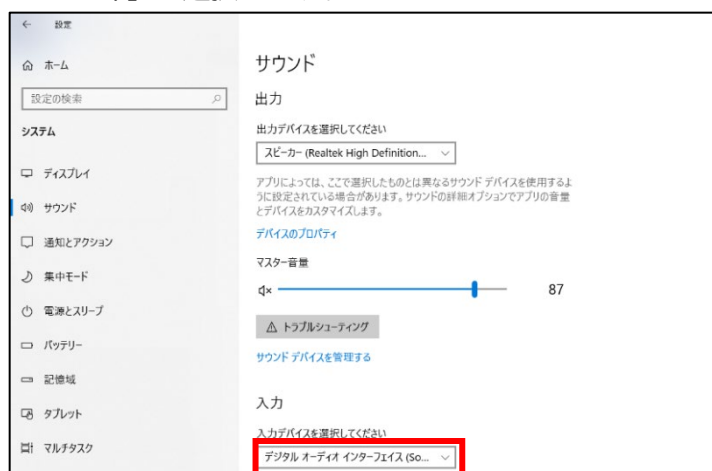 設定
ホーム
設定の検索
システム
ディスプレイ
サウンド
通知とアクション
集中モード
電源とスリープ
バッテリー
記憶域
タブレット
マルチタスク
サウンド
出力
出力デバイスを選択してください
スピーカー (Realtek High Definition...
アプリによっては、ここで選択したものとは異なるサウンド デバイスを使用するよ
うに設定されている場合があります。サウンドの詳細オプションでアプリの音量
とデバイスをカスタマイズします。
デバイスのプロパティ
マスター音量
87
トラブルシューティング
サウンド デバイスを管理する
入力
入力デバイスを選択してください
デジタル オーディオ インターフェイス (So...